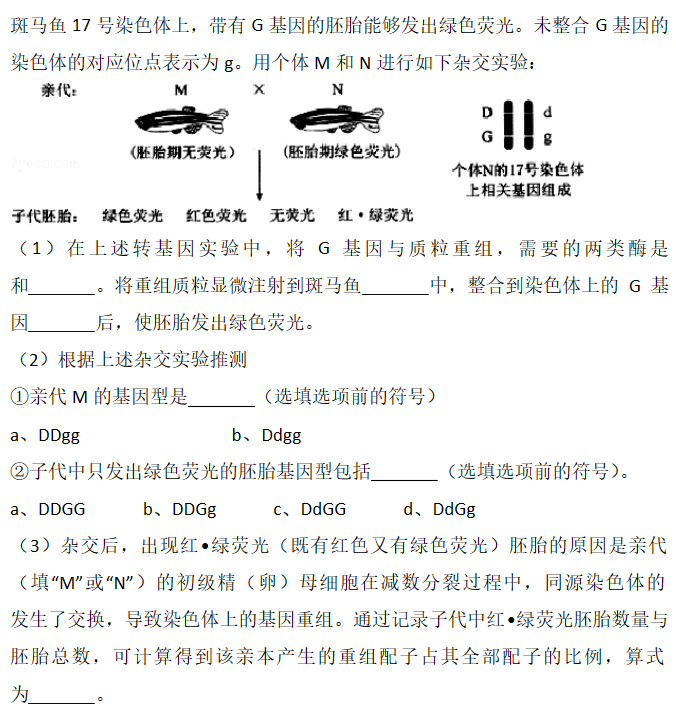 斑马鱼 17 号染色体上，带有 G 基因的胚胎能够发出绿色荧光。未整合 G 基因的
染色体的对应位点表示为 g。用个体 M 和 N 进行如下杂交实验：
亲代： M × N
(胚胎期无荧光) (胚胎期绿色荧光)
D d
G g
个体N的17号染色体
上相关基因组成
子代胚胎： 绿色荧光 红色荧光 无荧光 红·绿荧光
（1）在上述转基因实验中，将 G 基因与质粒重组，需要的两类酶是
和_______。将重组质粒显微注射到斑马鱼_______中，整合到染色体上的 G 基
因_______后，使胚胎发出绿色荧光。
（2）根据上述杂交实验推测
①亲代 M 的基因型是_______（选填选项前的符号）
a、DDgg b、Ddgg
②子代中只发出绿色荧光的胚胎基因型包括_______（选填选项前的符号）。
a、DDGG b、DDGg c、DdGG d、DdGg
（3）杂交后，出现红•绿荧光（既有红色又有绿色荧光）胚胎的原因是亲代
（填“M”或“N”）的初级精（卵）母细胞在减数分裂过程中，同源染色体的
发生了交换，导致染色体上的基因重组。通过记录子代中红•绿荧光胚胎数量与
胚胎总数，可计算得到该亲本产生的重组配子占其全部配子的比例，算式
为_______。